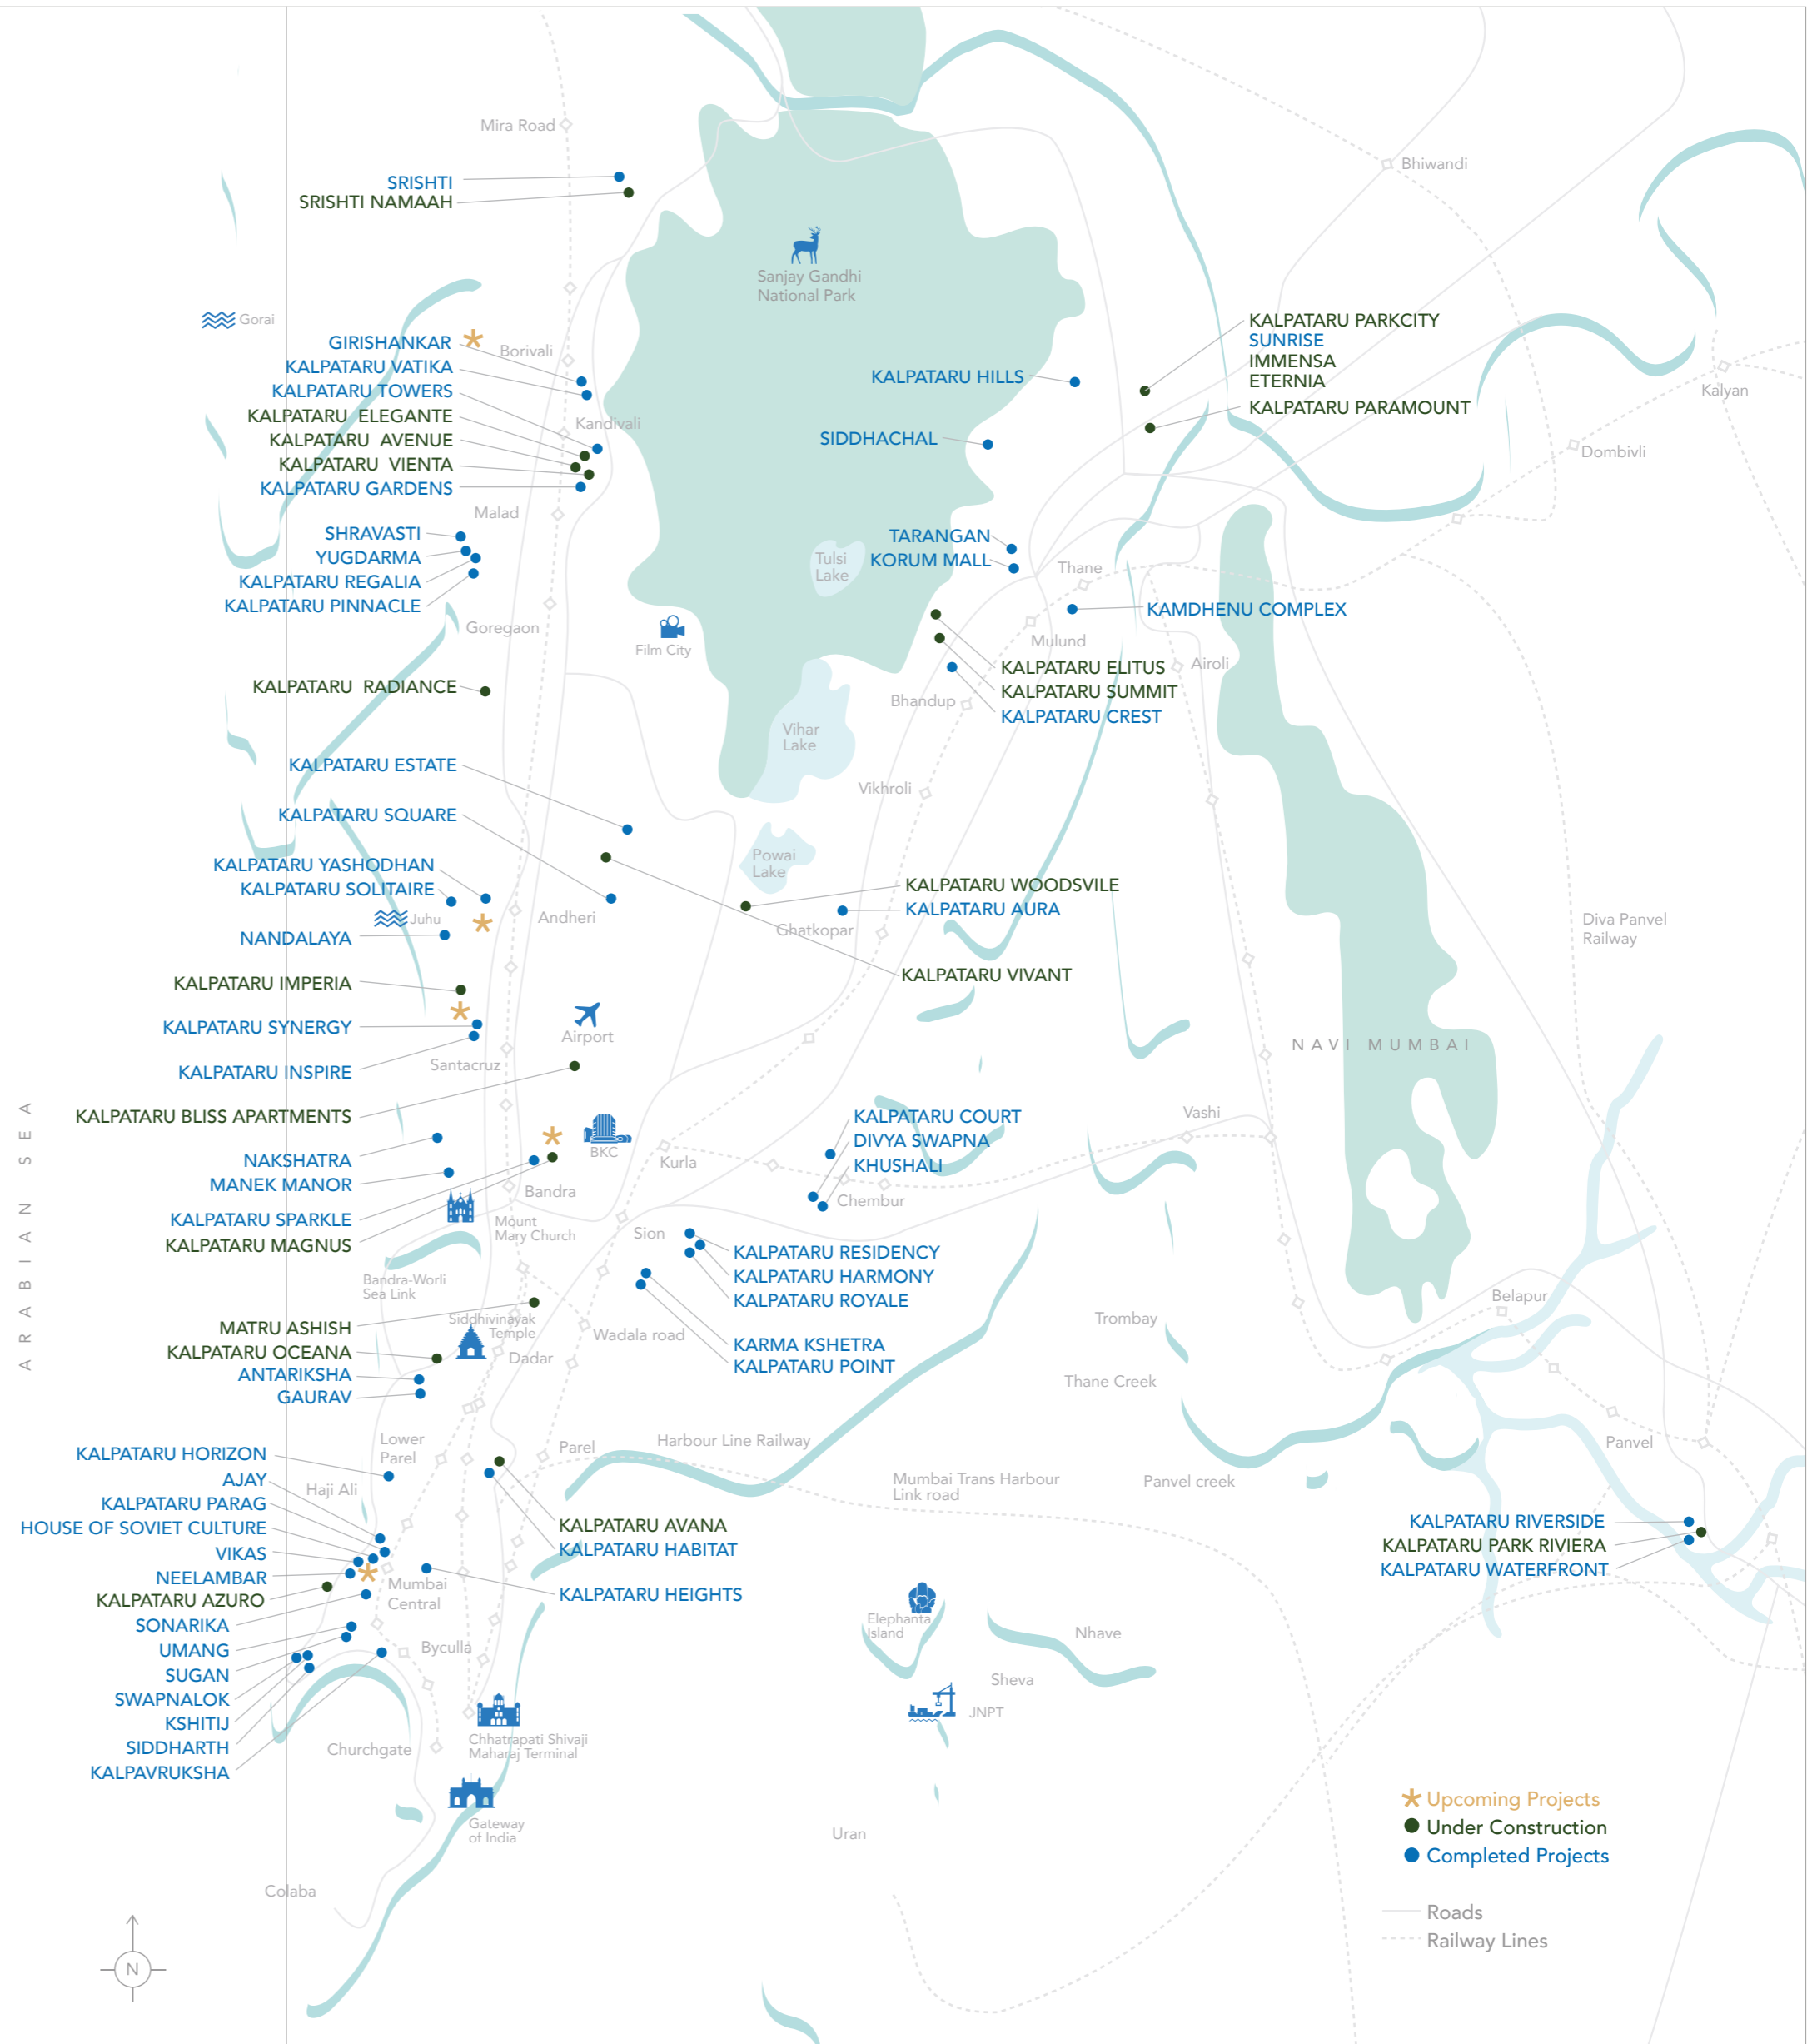 Mira Road
Bhiwandi
SRISHTI
SRISHTI NAMAAH
Sanjay Gandhi
National Park
Gorai
GIRISHANKAR
Borivali
KALPATARU VATIKA
KALPATARU TOWERS
KALPATARU ELEGANTE
Kandivali
KALPATARU AVENUE
KALPATARU VIENTA
KALPATARU GARDENS
Malad
KALPATARU HILLS
SIDDHACHAL
KALPATARU PARKCITY
SUNRISE
IMMENSA
ETERNIA
KALPATARU PARAMOUNT
Kalyan
Dombivli
SHRAVASTI
YUGDARMA
KALPATARU REGALIA
KALPATARU PINNACLE
Goregaon
Film City
Tulsi
Lake
TARANGAN
KORUM MALL
Thane
KAMDHENU COMPLEX
Mulund
Airoli
KALPATARU ELITUS
KALPATARU SUMMIT
KALPATARU CREST
Bhandup
KALPATARU RADIANCE
Vihar
Lake
KALPATARU ESTATE
Vikhroli
KALPATARU SQUARE
Powai
Lake
KALPATARU YASHODHAN
KALPATARU SOLITAIRE
Juhu
Andheri
NANDALAYA
KALPATARU WOODSVILE
KALPATARU AURA
Ghatkopar
KALPATARU VIVANT
Diva Panvel
Railway
KALPATARU IMPERIA
KALPATARU SYNERGY
Airport
Santacruz
KALPATARU INSPIRE
NAVI MUMBAI
KALPATARU BLISS APARTMENTS
ARABIAN SEA
NAKSHATRA
MANEK MANOR
BKC
Kurla
Bandra
KALPATARU COURT
DIVYA SWAPNA
KHUSHALI
Chembur
Vashi
KALPATARU SPARKLE
KALPATARU MAGNUS
Mount
Mary Church
Sion
KALPATARU RESIDENCY
KALPATARU HARMONY
KALPATARU ROYALE
Bandra-Worli
Sea Link
Belapur
MATRU ASHISH
KALPATARU OCEANA
ANTARIKSHA
GAURAV
Siddhivinayak
Temple
Dadar
Wadala road
KARMA KSHETRA
KALPATARU POINT
Trombay
Thane Creek
KALPATARU HORIZON
AJAY
KALPATARU PARAG
HOUSE OF SOVIET CULTURE
VIKAS
NEELAMBAR
KALPATARU AZURO
SONARIKA
UMANG
SUGAN
SWAPNALOK
KSHITIJ
SIDDHARTH
KALPAVRUKSHA
Lower
Parel
Haji Ali
Parel
Harbour Line Railway
Mumbai Trans Harbour
Link road
Panvel creek
Panvel
KALPATARU AVANA
KALPATARU HABITAT
KALPATARU HEIGHTS
Mumbai
Central
Byculla
KALPATARU RIVERSIDE
KALPATARU PARK RIVIERA
KALPATARU WATERFRONT
Elephanta
Island
Nhave
Sheva
JNPT
Churchgate
Chhatrapati Shivaji
Maharaj Terminal
Gateway
of India
Uran
Colaba
Upcoming Projects
Under Construction
Completed Projects
Roads
Railway Lines
N